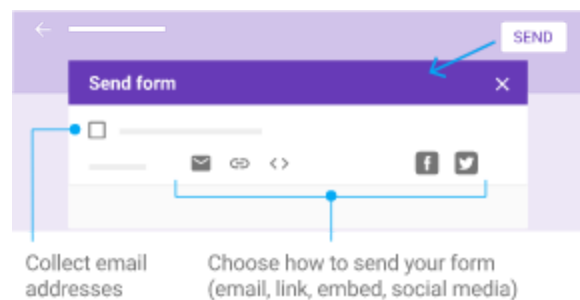 SEND
Send form
Collect email
addresses
Choose how to send your form
(email, link, embed, social media)